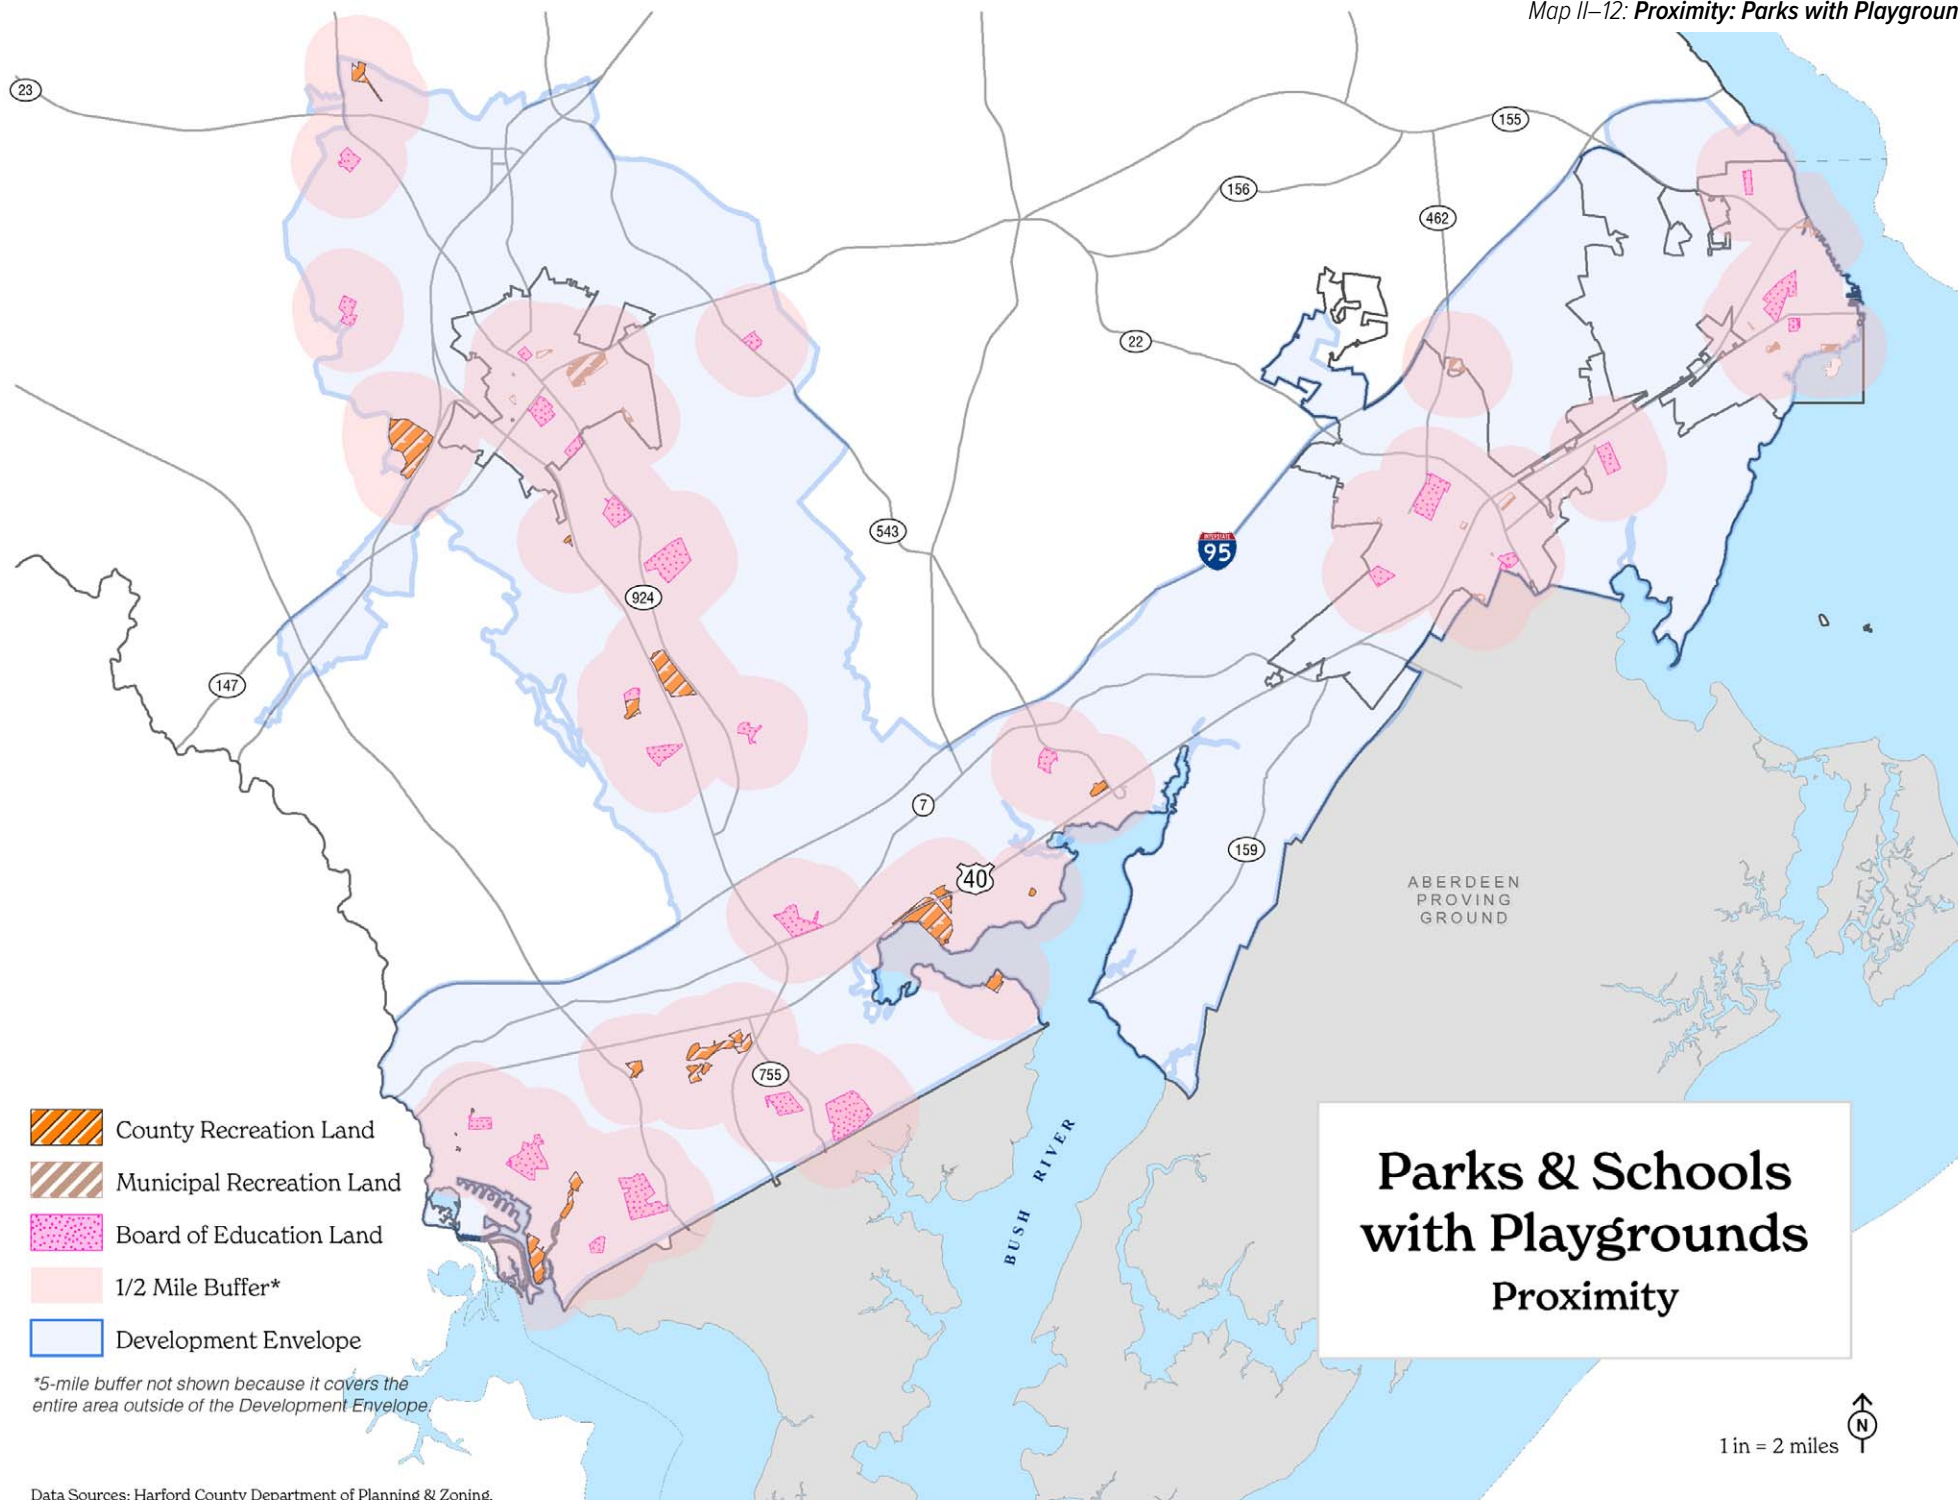 Map II–12: Proximity: Parks with Playgroun
23
155
156
462
22
543
INTERSTATE
95
924
147
7
40
159
ABERDEEN
PROVING
GROUND
755
BUSH RIVER
County Recreation Land
Municipal Recreation Land
Board of Education Land
1/2 Mile Buffer*
Development Envelope
*5-mile buffer not shown because it covers the
entire area outside of the Development Envelope.
Parks & Schools
with Playgrounds
Proximity
N
1 in = 2 miles
Data Sources: Harford County Department of Planning & Zoning.